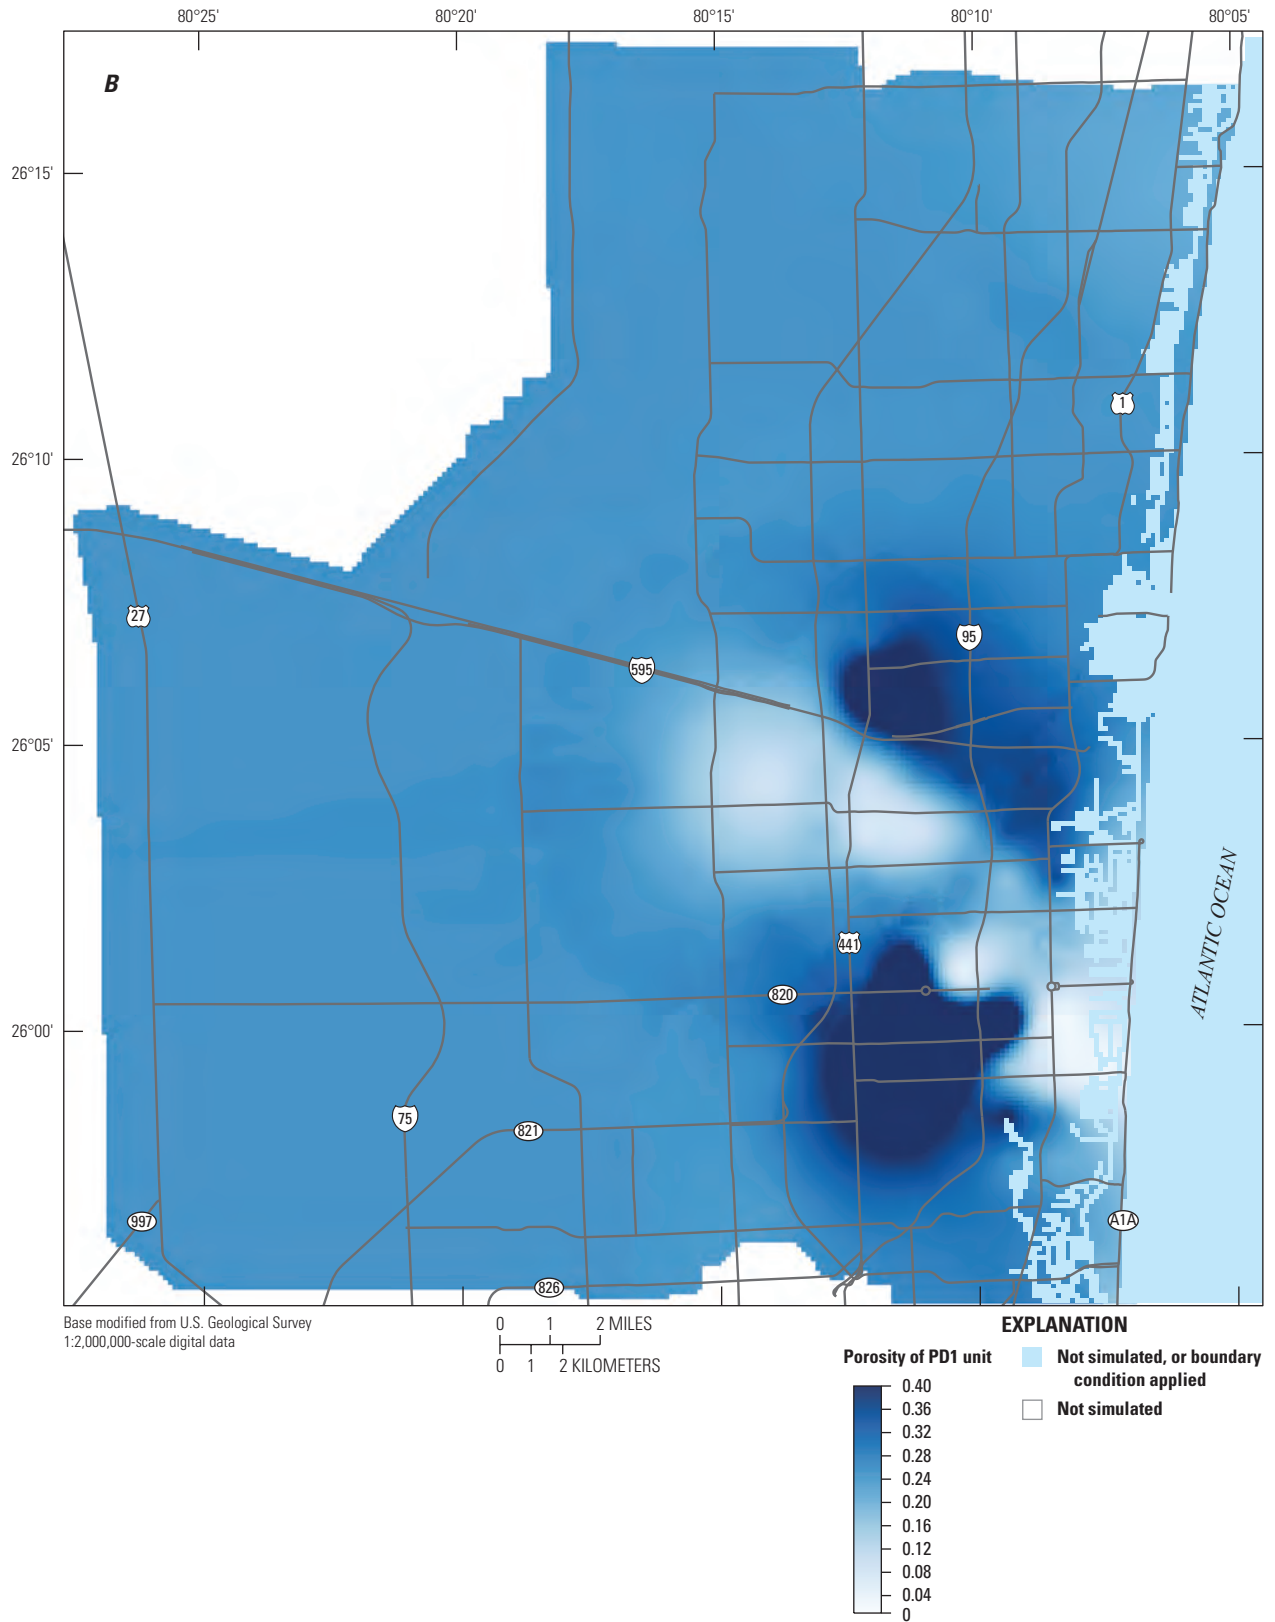 80°25' 80°20' 80°15' 80°10' 80°05'
B
26°15'
1
26°10'
27
95
595
26°05'
ATLANTIC OCEAN
441
820
26°00'
75
821
997
A1A
826
Base modified from U.S. Geological Survey
1:2,000,000-scale digital data
0 1 2 MILES
0 1 2 KILOMETERS
EXPLANATION
Porosity of PD1 unit
0.40
0.36
0.32
0.28
0.24
0.20
0.16
0.12
0.08
0.04
0
Not simulated, or boundary
condition applied
Not simulated